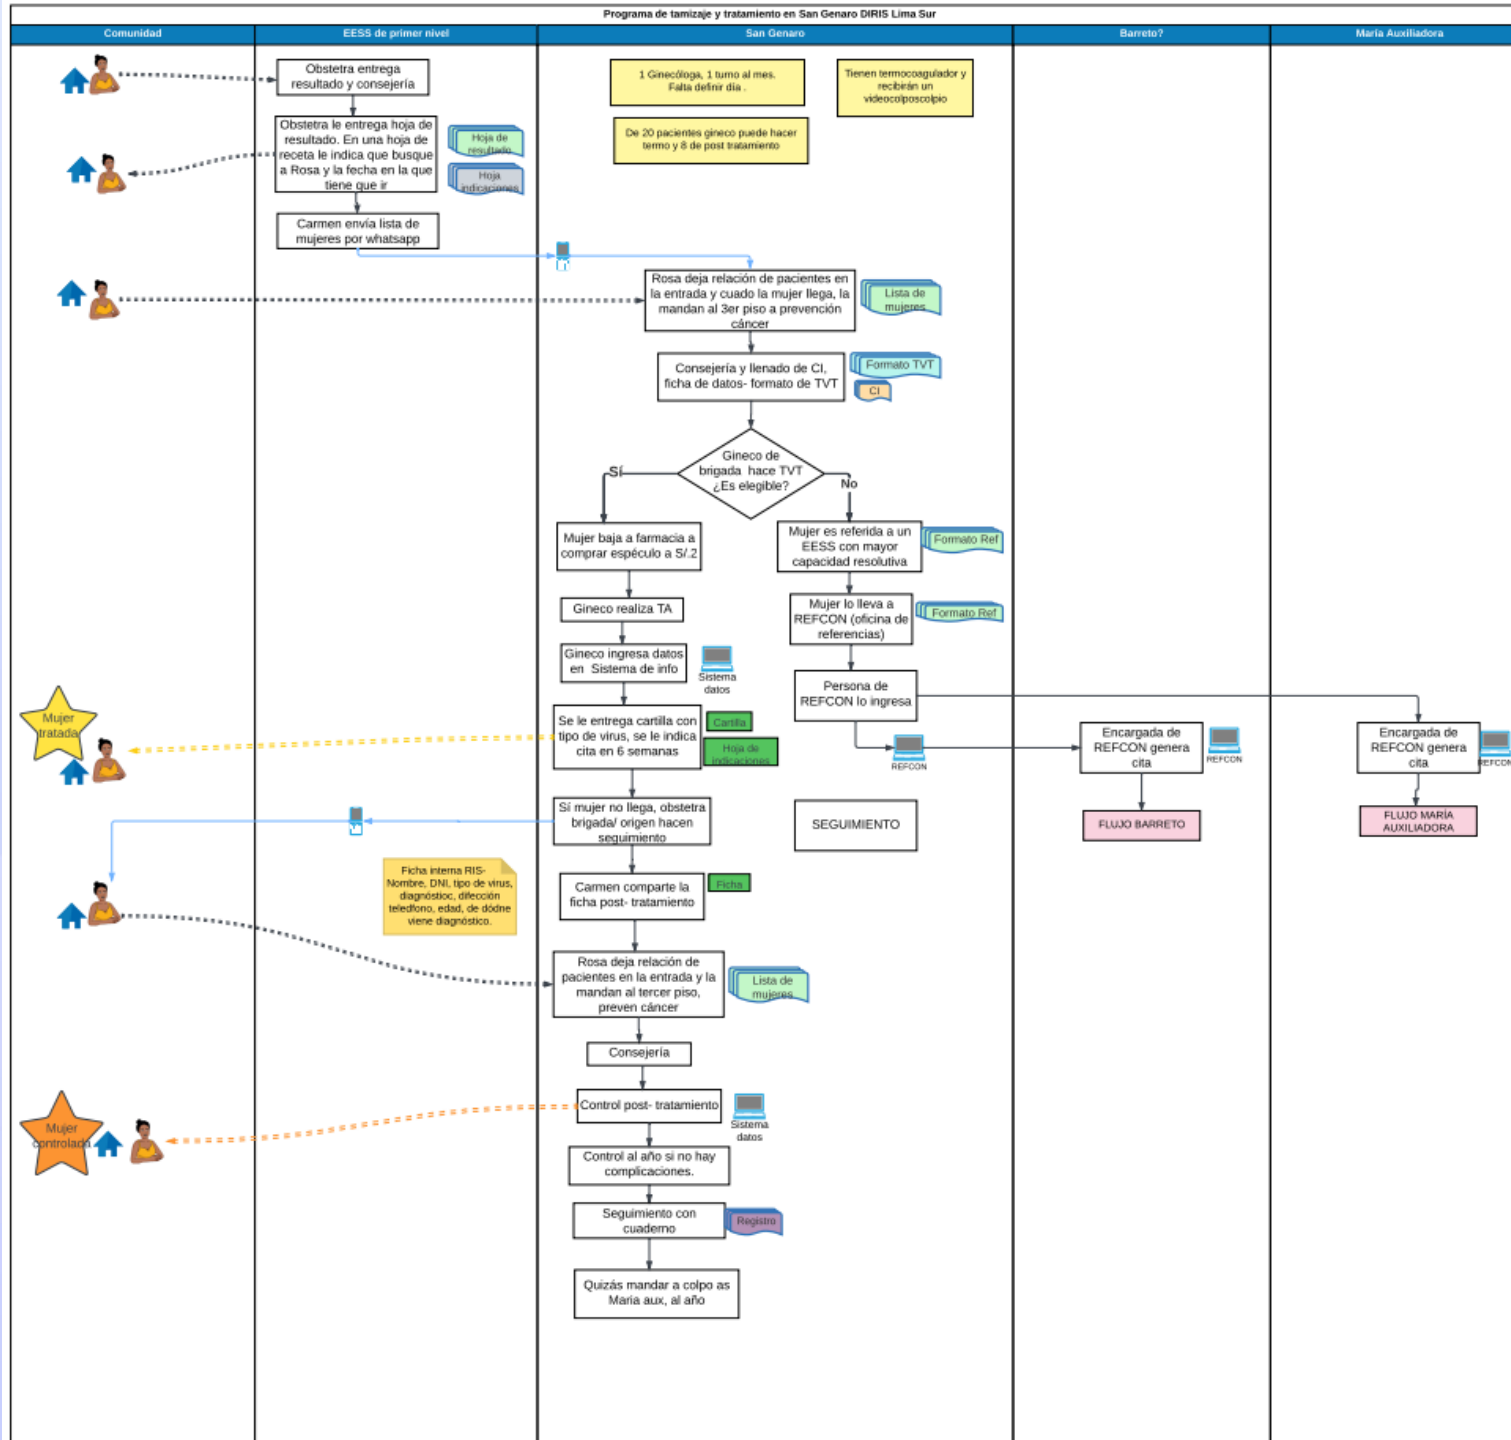 Programa de tamizaje y tratamiento en San Genaro DIRIS Lima Sur
Comunidad
EESS de primer nivel
San Genaro
Barreto?
María Auxiliadora
Obstetra entrega
resultado y consejería
1 Ginecóloga, 1 turno al mes.
Falta definir día .
Tienen termocoagulador y
recibirán un
videocolposcolpio
Obstetra le entrega hoja de
resultado. En una hoja de
receta le indica que busque
a Rosa y la fecha en la que
tiene que ir
Hoja de
resultado
Hoja
indicaciones
De 20 pacientes gineco puede hacer
termo y 8 de post tratamiento
Carmen envía lista de
mujeres por whatsapp
Rosa deja relación de pacientes en
la entrada y cuado la mujer llega, la
mandan al 3er piso a prevención
cáncer
Lista de
mujeres
Consejería y llenado de CI,
ficha de datos- formato de TVT
Formato TVT
CI
Gineco de
brigada hace TVT
¿Es elegible?
Sí
No
Mujer baja a farmacia a
comprar espéculo a S/.2
Mujer es referida a un
EESS con mayor
capacidad resolutiva
Formato Ref
Gineco realiza TA
Mujer lo lleva a
REFCON (oficina de
referencias)
Formato Ref
Gineco ingresa datos
en Sistema de info
Sistema
datos
Persona de
REFCON lo ingresa
Mujer
tratada
Se le entrega cartilla con
tipo de virus, se le indica
cita en 6 semanas
Cartilla
Hoja de
indicaciones
REFCON
Encargada de
REFCON genera
cita
REFCON
Encargada de
REFCON genera
cita
REFCON
Sí mujer no llega, obstetra
brigada/ origen hacen
seguimiento
SEGUIMIENTO
FLUJO BARRETO
FLUJO MARÍA
AUXILIADORA
Ficha interna RIS-
Nombre, DNI, tipo de virus,
diagnóstioc, difección
teledfono, edad, de dódne
viene diagnóstico.
Carmen comparte la
ficha post- tratamiento
Ficha
Rosa deja relación de
pacientes en la entrada y la
mandan al tercer piso,
preven cáncer
Lista de
mujeres
Consejería
Mujer
controlada
Control post- tratamiento
Sistema
datos
Control al año si no hay
complicaciones.
Seguimiento con
cuaderno
Registro
Quizás mandar a colpo as
Maria aux, al año